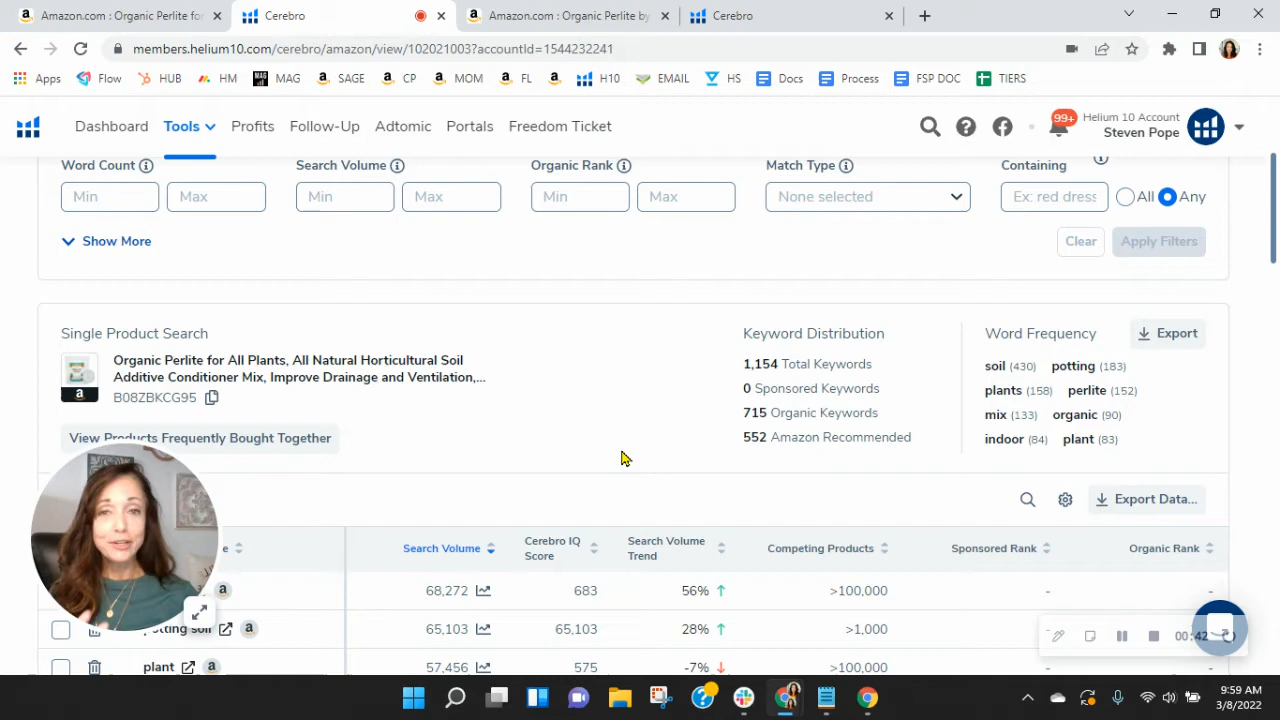 Amazon.com : Organic Perlite for
Cerebro
Amazon.com : Organic Perlite by
Cerebro
members.helium10.com/cerebro/amazon/view/102021003?accountId=1544232241
Apps
Flow
HUB
HM
MAG
SAGE
CP
MOM
FL
H10
EMAIL
HS
Docs
Process
FSP DOC
TIERS
Dashboard
Tools
Profits
Follow-Up
Adtomic
Portals
Freedom Ticket
99+
Helium 10 Account
Steven Pope
Word Count
Search Volume
Organic Rank
Match Type
Containing
Min
Max
Min
Max
Min
Max
None selected
Ex: red dress
All
Any
Show More
Clear
Apply Filters
Single Product Search
Organic Perlite for All Plants, All Natural Horticultural Soil
Additive Conditioner Mix, Improve Drainage and Ventilation,...
B08ZBKCG95
View Products Frequently Bought Together
Keyword Distribution
1,154 Total Keywords
0 Sponsored Keywords
715 Organic Keywords
552 Amazon Recommended
Word Frequency
Export
soil (430) potting (183)
plants (158) perlite (152)
mix (133) organic (90)
indoor (84) plant (83)
Export Data...
Search Volume
Cerebro IQ
Score
Search Volume
Trend
Competing Products
Sponsored Rank
Organic Rank
68,272 683 56% >100,000 - -
potting soil 65,103 65,103 28% >1,000 -
plant 57,456 575 -7% >100,000 - -
00:42
9:59 AM
3/8/2022